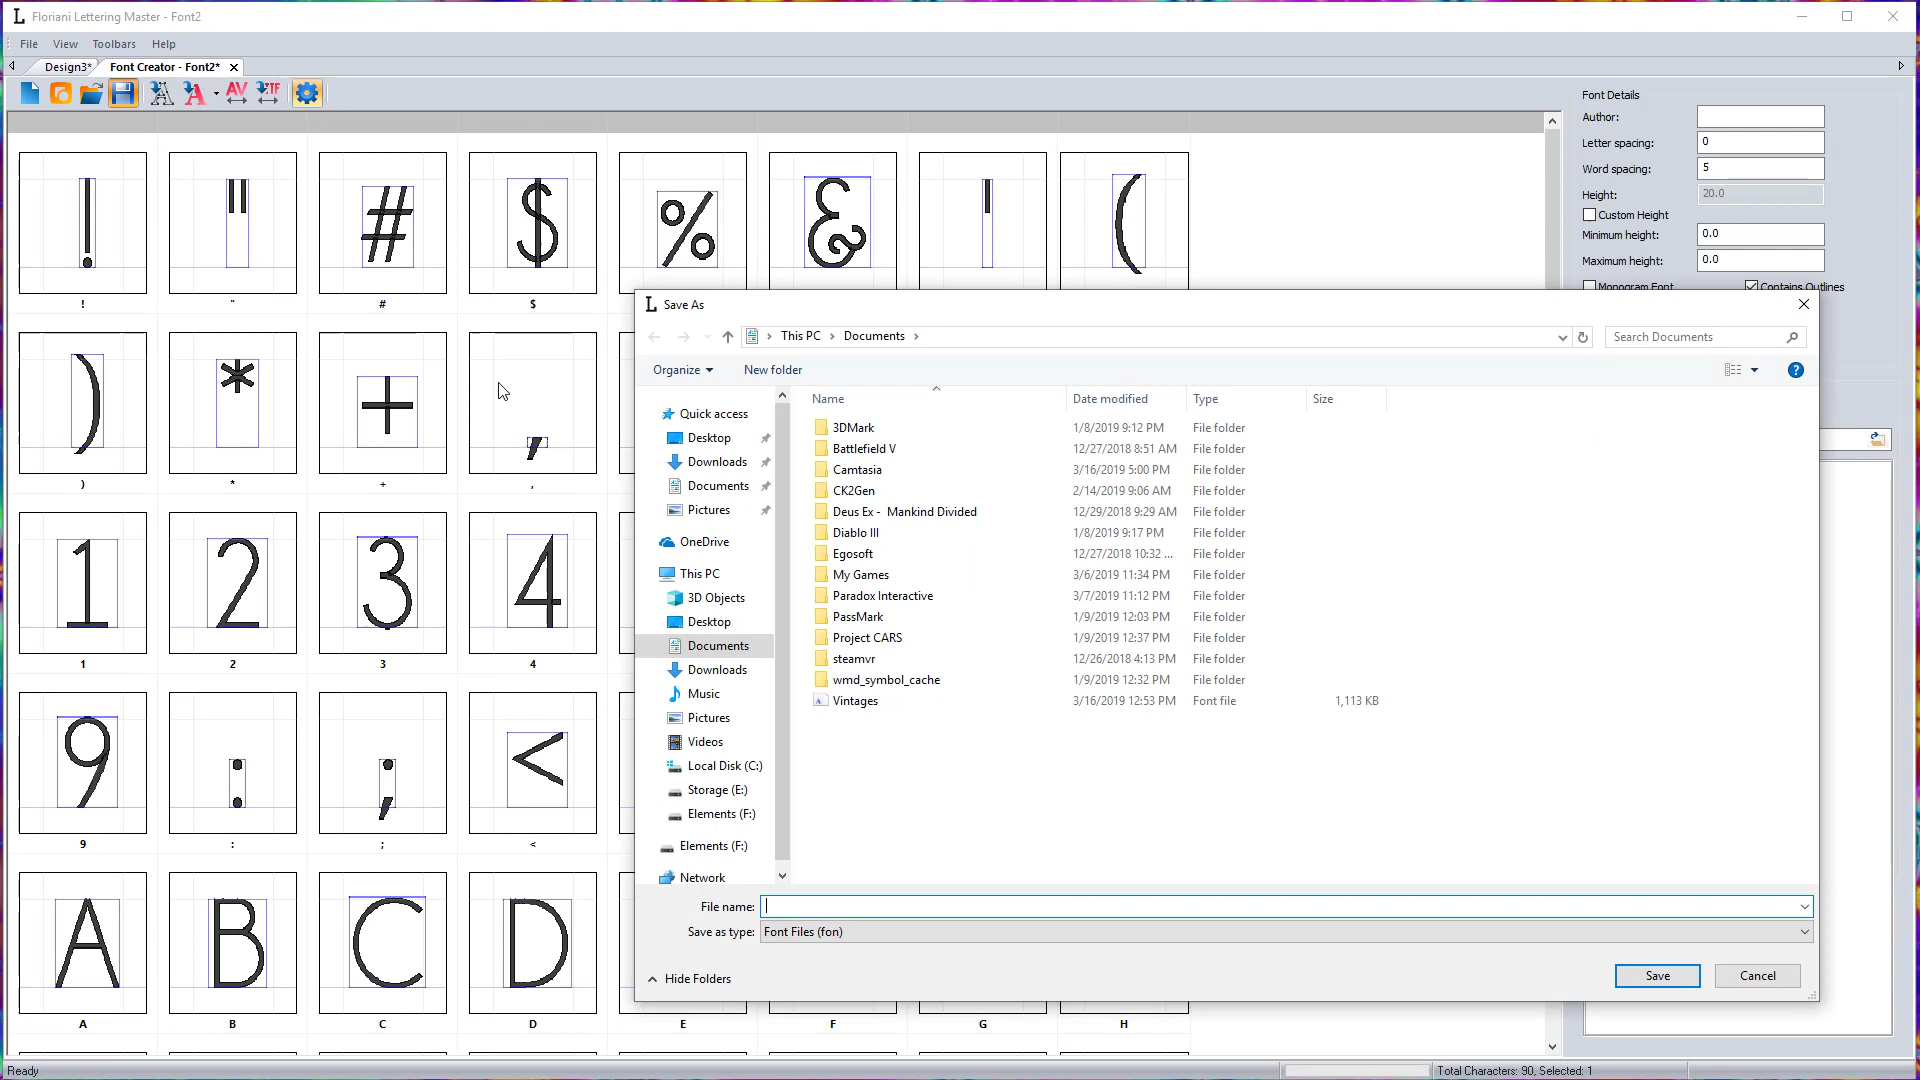 Floriani Lettering Master - Font2
File View Toolbars Help
Design3* Font Creator - Font2*
Font Details
Author:
Letter spacing: 0
Word spacing: 5
Height: 20.0
Custom Height
Minimum height: 0.0
Maximum height: 0.0
Monogram Font Contains Outlines
! " # $ % & ' (
! " # $
) * + ,
) * + ,
1 2 3 4
1 2 3 4
9 : ; <
9 : ; <
A B C D
A B C D E F G H
Save As
This PC Documents
Search Documents
Organize New folder
Quick access
Desktop
Downloads
Documents
Pictures
OneDrive
This PC
3D Objects
Desktop
Documents
Downloads
Music
Pictures
Videos
Local Disk (C:)
Storage (E:)
Elements (F:)
Elements (F:)
Network
Name Date modified Type Size
3DMark 1/8/2019 9:12 PM File folder
Battlefield V 12/27/2018 8:51 AM File folder
Camtasia 3/16/2019 5:00 PM File folder
CK2Gen 2/14/2019 9:06 AM File folder
Deus Ex - Mankind Divided 12/29/2018 9:29 AM File folder
Diablo III 1/8/2019 9:17 PM File folder
Egosoft 12/27/2018 10:32 ... File folder
My Games 3/6/2019 11:34 PM File folder
Paradox Interactive 3/7/2019 11:12 PM File folder
PassMark 1/9/2019 12:03 PM File folder
Project CARS 1/9/2019 12:37 PM File folder
steamvr 12/26/2018 4:13 PM File folder
wmd_symbol_cache 1/9/2019 12:32 PM File folder
Vintages 3/16/2019 12:53 PM Font file 1,113 KB
File name:
Save as type: Font Files (fon)
Hide Folders
Save Cancel
Ready
Total Characters: 90, Selected: 1